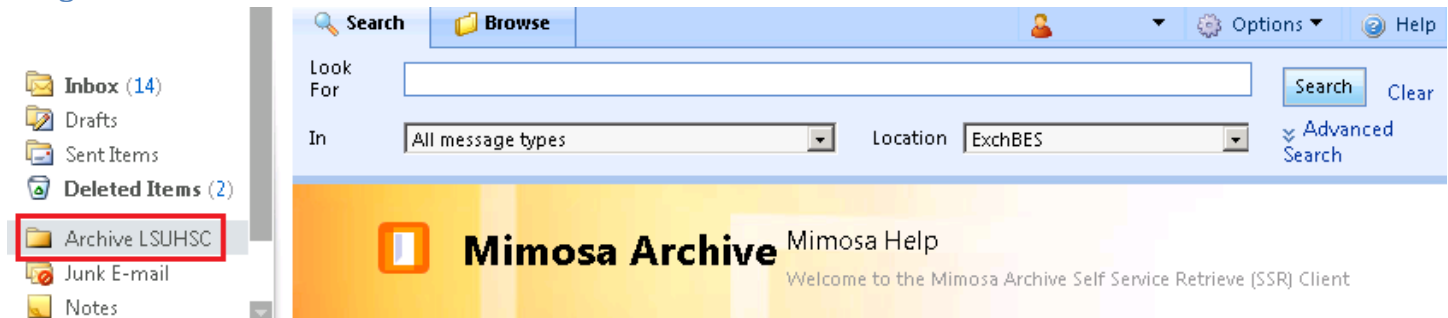 Inbox (14)
Drafts
Sent Items
Deleted Items (2)
Archive LSUHSC
Junk E-mail
Notes
Search Browse Options Help
Look For Search Clear
In All message types Location ExchBES Advanced Search
Mimosa Archive
Mimosa Help
Welcome to the Mimosa Archive Self Service Retrieve (SSR) Client